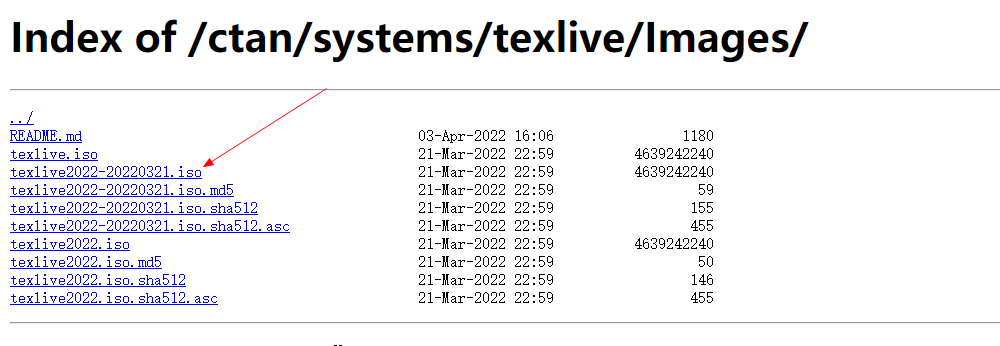 Index of /ctan/systems/texlive/Images/
../
README.md 03-Apr-2022 16:06 1180
texlive.iso 21-Mar-2022 22:59 4639242240
texlive2022-20220321.iso 21-Mar-2022 22:59 4639242240
texlive2022-20220321.iso.md5 21-Mar-2022 22:59 59
texlive2022-20220321.iso.sha512 21-Mar-2022 22:59 155
texlive2022-20220321.iso.sha512.asc 21-Mar-2022 22:59 455
texlive2022.iso 21-Mar-2022 22:59 4639242240
texlive2022.iso.md5 21-Mar-2022 22:59 50
texlive2022.iso.sha512 21-Mar-2022 22:59 146
texlive2022.iso.sha512.asc 21-Mar-2022 22:59 455